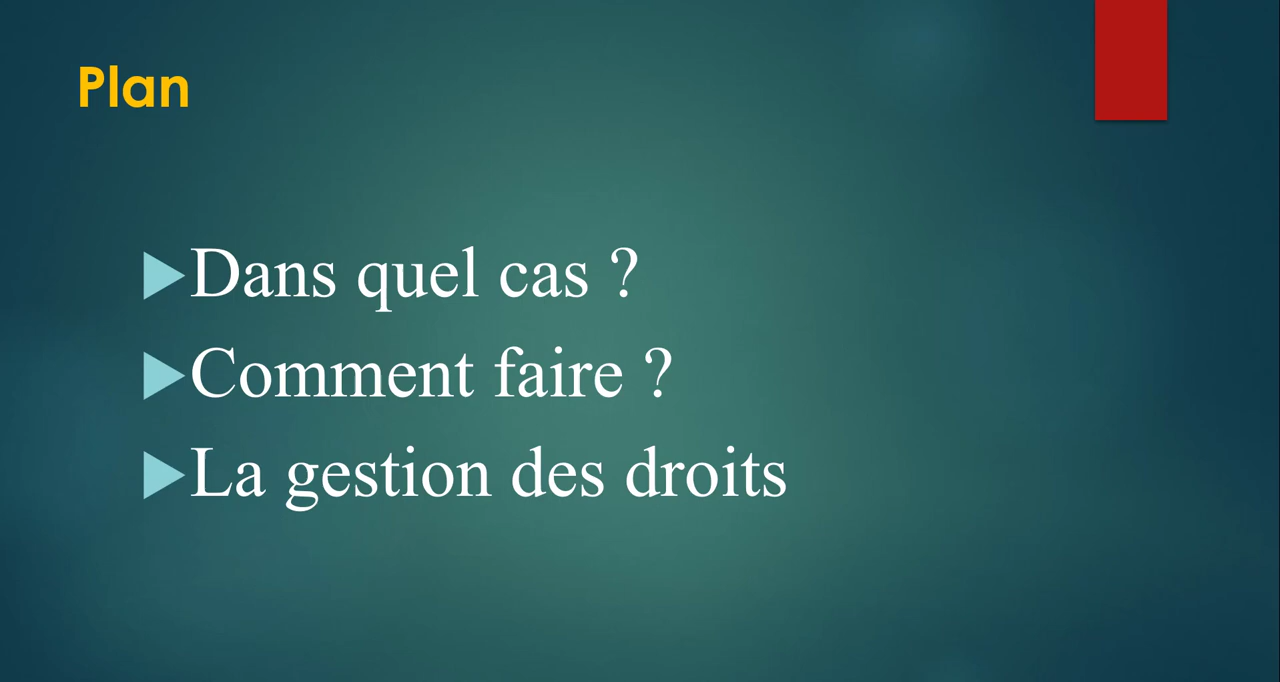 Plan
Dans quel cas ?
Comment faire ?
La gestion des droits